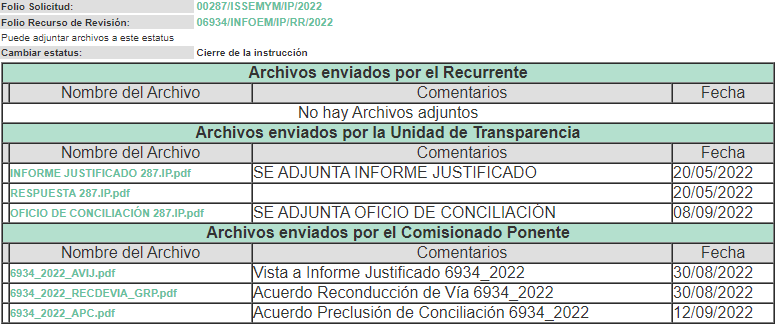 Folio Solicitud: 00287/ISSEMYM/IP/2022
Folio Recurso de Revisión: 06934/INFOEM/IP/RR/2022
Puede adjuntar archivos a este estatus
Cambiar estatus: Cierre de la instrucción
Archivos enviados por el Recurrente
Nombre del Archivo Comentarios Fecha
No hay Archivos adjuntos
Archivos enviados por la Unidad de Transparencia
Nombre del Archivo Comentarios Fecha
INFORME JUSTIFICADO 287.IP.pdf SE ADJUNTA INFORME JUSTIFICADO 20/05/2022
RESPUESTA 287.IP.pdf 20/05/2022
OFICIO DE CONCILIACIÓN 287.IP.pdf SE ADJUNTA OFICIO DE CONCILIACIÓN 08/09/2022
Archivos enviados por el Comisionado Ponente
Nombre del Archivo Comentarios Fecha
6934_2022_AVIJ.pdf Vista a Informe Justificado 6934_2022 30/08/2022
6934_2022_RECDEVIA_GRP.pdf Acuerdo Reconducción de Vía 6934_2022 30/08/2022
6934_2022_APC.pdf Acuerdo Preclusión de Conciliación 6934_2022 12/09/2022